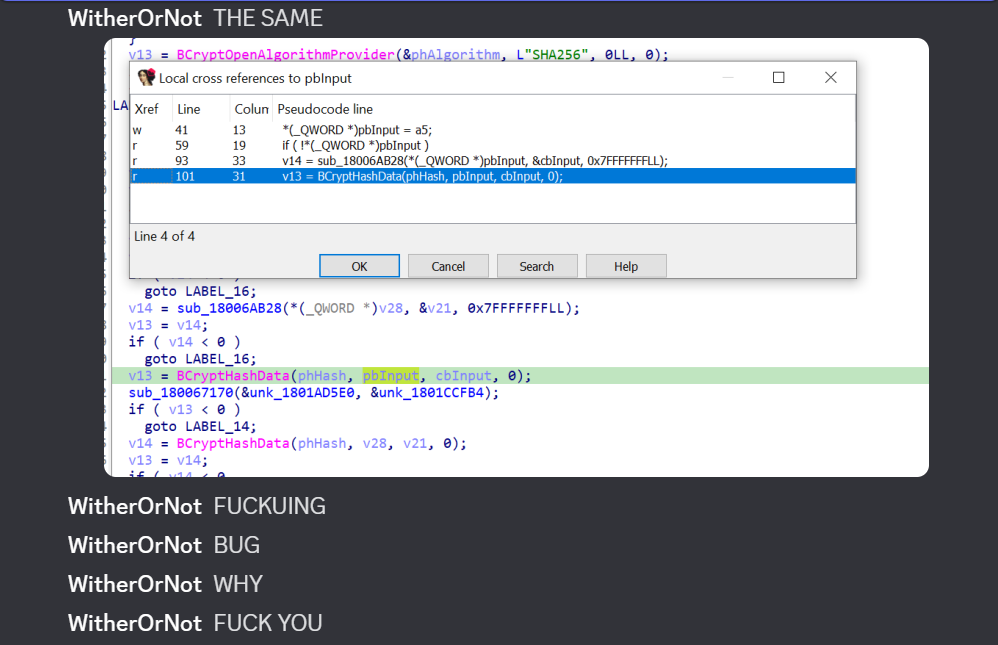 WitherOrNot THE SAME
}
v13 = BCryptOpenAlgorithmProvider(&phAlgorithm, L"SHA256", 0LL, 0);
Local cross references to pbInput
LA
Xref Line Colum Pseudocode line
w 41 13 *(_QWORD *)pbInput = a5;
r 59 19 if ( !*(_QWORD *)pbInput )
r 93 33 v14 = sub_18006AB28(*(_QWORD *)pbInput, &cbInput, 0x7FFFFFFFLL);
r 101 31 v13 = BCryptHashData(phHash, pbInput, cbInput, 0);
Line 4 of 4
OK Cancel Search Help
goto LABEL_16;
v14 = sub_18006AB28(*(_QWORD *)v28, &v21, 0x7FFFFFFFLL);
v13 = v14;
if ( v14 < 0 )
goto LABEL_16;
v13 = BCryptHashData(phHash, pbInput, cbInput, 0);
sub_180067170(&unk_1801AD5E0, &unk_1801CCFB4);
if ( v13 < 0 )
goto LABEL_14;
v14 = BCryptHashData(phHash, v28, v21, 0);
v13 = v14;
if ( v14 < 0
WitherOrNot FUCKUING
WitherOrNot BUG
WitherOrNot WHY
WitherOrNot FUCK YOU